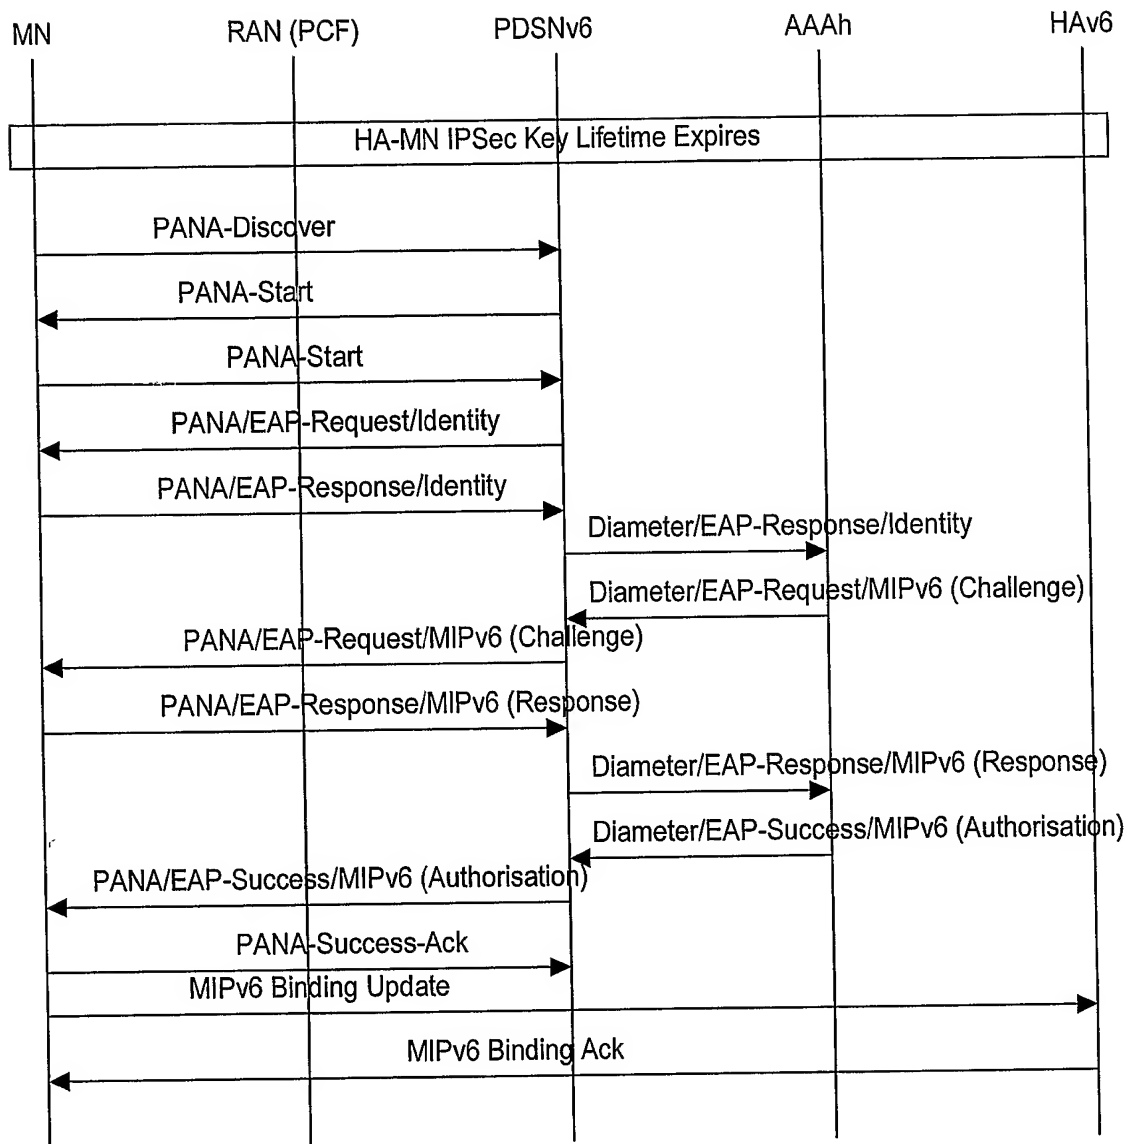 MN RAN (PCF) PDSNv6 AAAh HAv6
HA-MN IPSec Key Lifetime Expires
PANA-Discover
PANA-Start
PANA-Start
PANA/EAP-Request/Identity
PANA/EAP-Response/Identity
Diameter/EAP-Response/Identity
Diameter/EAP-Request/MIPv6 (Challenge)
PANA/EAP-Request/MIPv6 (Challenge)
PANA/EAP-Response/MIPv6 (Response)
Diameter/EAP-Response/MIPv6 (Response)
Diameter/EAP-Success/MIPv6 (Authorisation)
PANA/EAP-Success/MIPv6 (Authorisation)
PANA-Success-Ack
MIPv6 Binding Update
MIPv6 Binding Ack